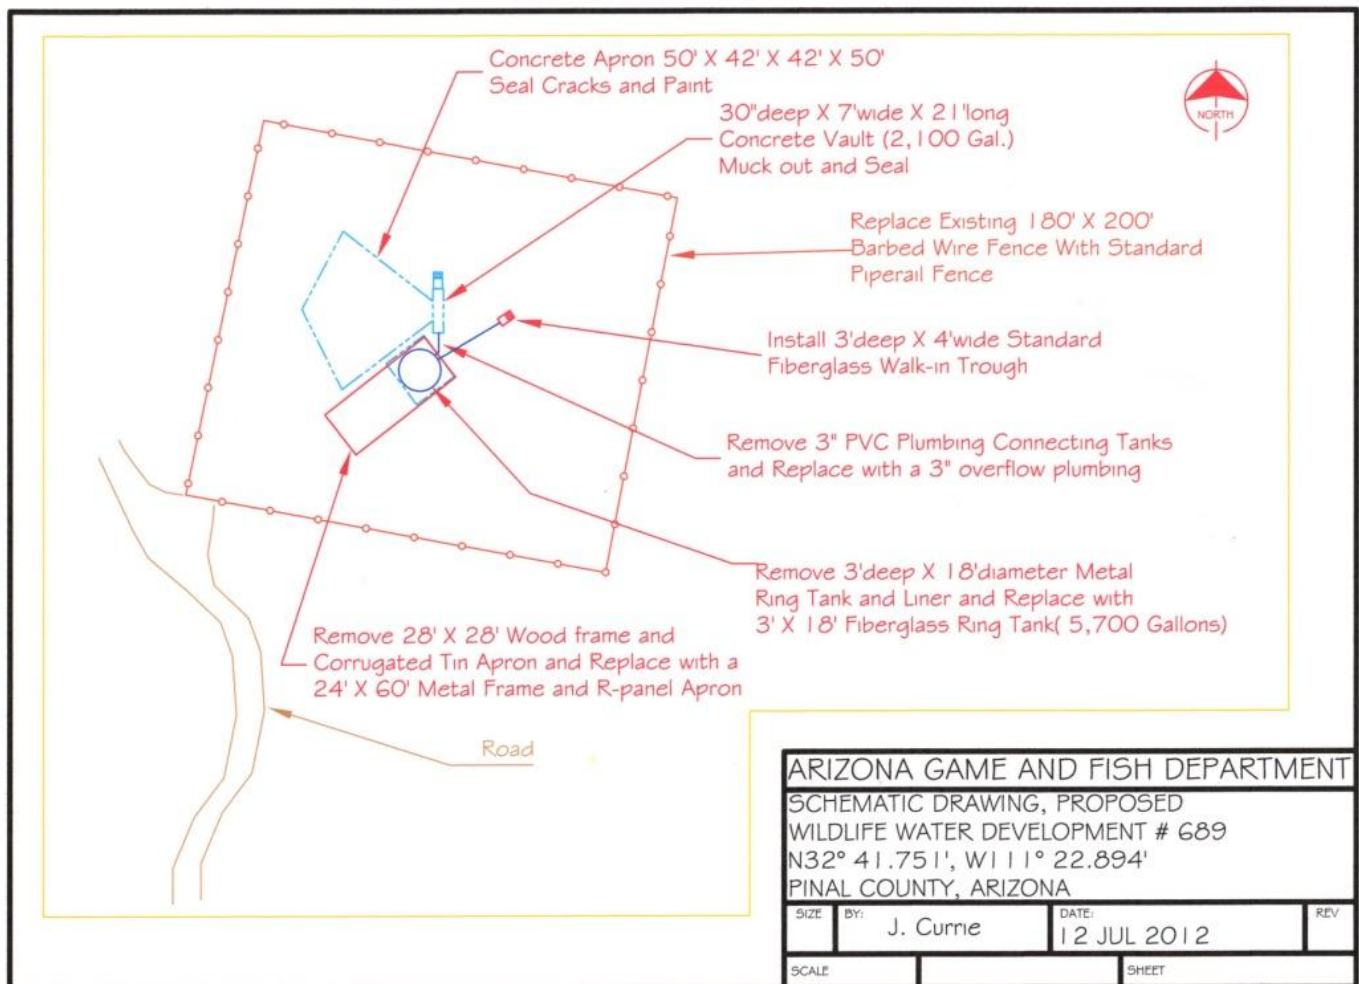 Concrete Apron 50' X 42' X 42' X 50'
Seal Cracks and Paint
30"deep X 7'wide X 21'long
Concrete Vault (2,100 Gal.)
Muck out and Seal
NORTH
Replace Existing 180' X 200'
Barbed Wire Fence With Standard
Piperail Fence
Install 3'deep X 4'wide Standard
Fiberglass Walk-in Trough
Remove 3" PVC Plumbing Connecting Tanks
and Replace with a 3" overflow plumbing
Remove 3'deep X 18'diameter Metal
Ring Tank and Liner and Replace with
3' X 18' Fiberglass Ring Tank( 5,700 Gallons)
Remove 28' X 28' Wood frame and
Corrugated Tin Apron and Replace with a
24' X 60' Metal Frame and R-panel Apron
Road
ARIZONA GAME AND FISH DEPARTMENT
SCHEMATIC DRAWING, PROPOSED
WILDLIFE WATER DEVELOPMENT # 689
N32° 41.751', W111° 22.894'
PINAL COUNTY, ARIZONA
SIZE
BY: J. Currie
DATE: 12 JUL 2012
REV
SCALE
SHEET